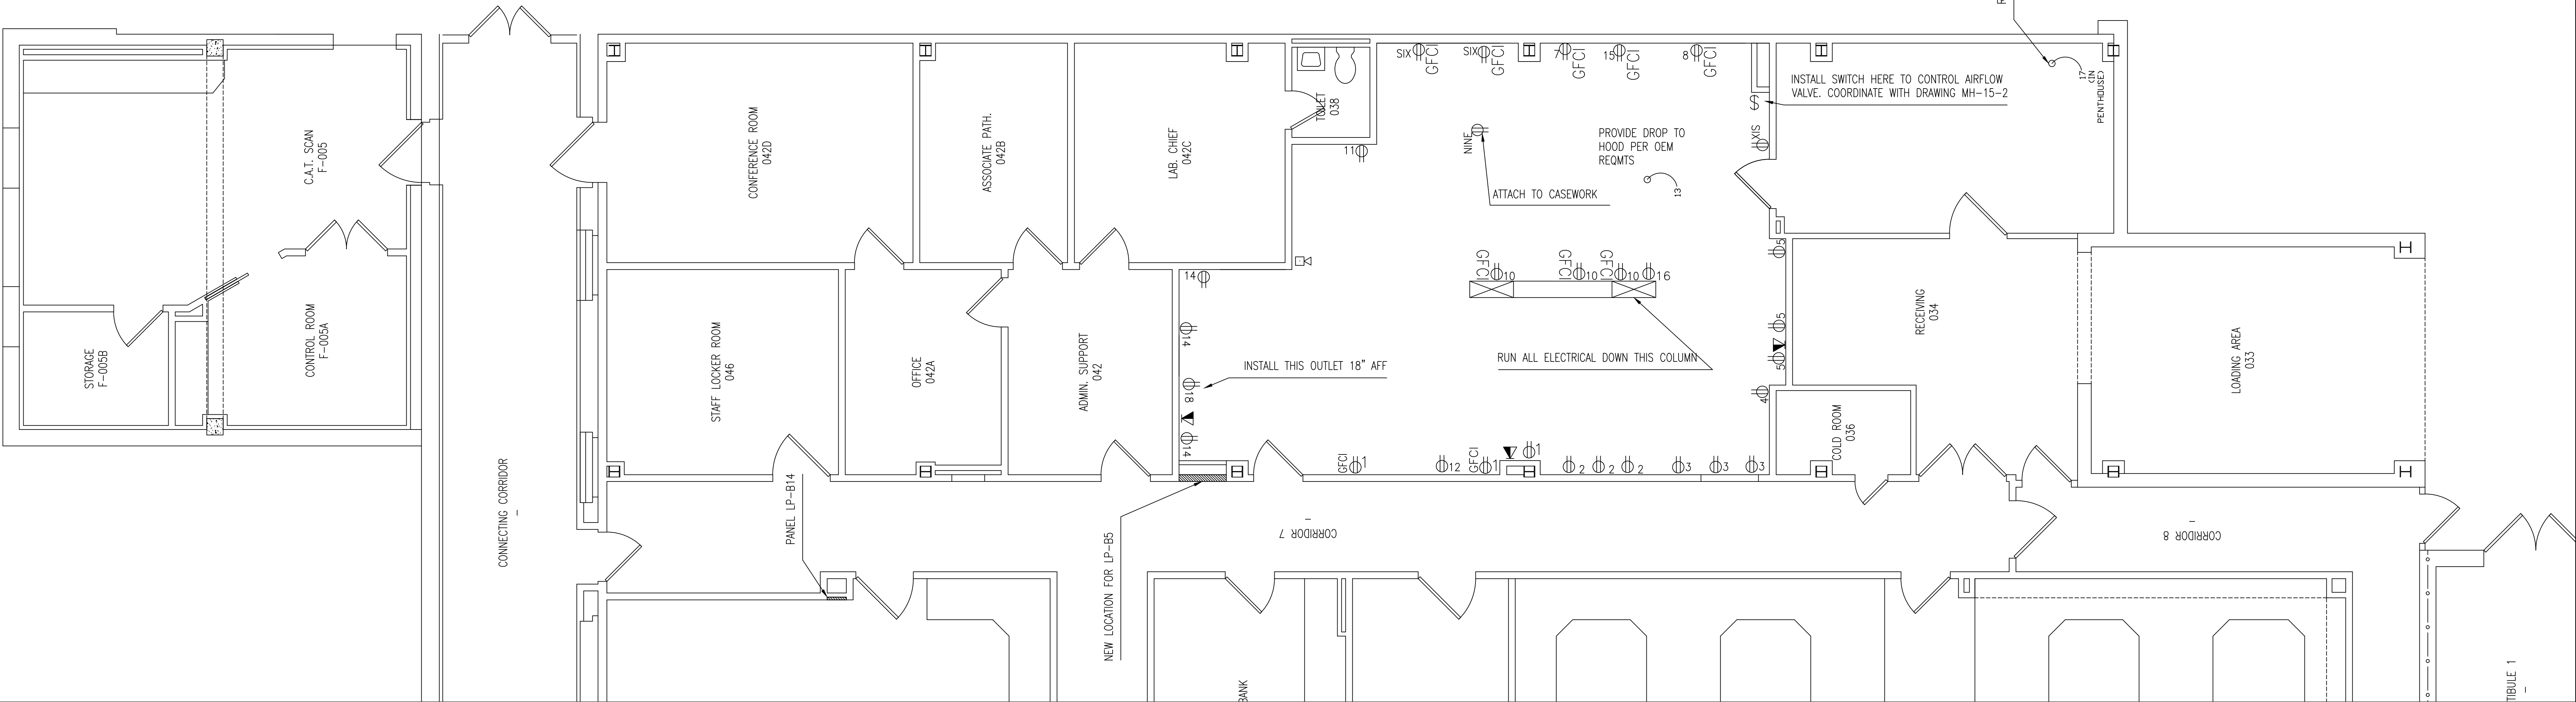 C.A.T. SCAN
F-005
CONTROL ROOM
F-005A
STORAGE
F-005B
CONNECTING CORRIDOR
-
CONFERENCE ROOM
042D
ASSOCIATE PATH.
042B
LAB. CHIEF
042C
TOILET
038
STAFF LOCKER ROOM
046
OFFICE
042A
ADMIN. SUPPORT
042
PANEL LP-B14
NEW LOCATION FOR LP-B5
SIX
GFCI
SIX
GFCI
7
GFCI
15
GFCI
8
GFCI
11
NINE
ATTACH TO CASEWORK
PROVIDE DROP TO
HOOD PER OEM
REQMTS
13
SIX
$
INSTALL SWITCH HERE TO CONTROL AIRFLOW
VALVE. COORDINATE WITH DRAWING MH-15-2
17
(IN
PENTHOUSE)
14
14
18
14
INSTALL THIS OUTLET 18" AFF
GFCI
10
GFCI
10
GFCI
10
16
RUN ALL ELECTRICAL DOWN THIS COLUMN
5
5
5
4
GFCI
1
12
GFCI
1
1
2
2
2
3
3
3
RECEIVING
034
COLD ROOM
036
LOADING AREA
033
CORRIDOR 7
-
CORRIDOR 8
-
BANK
TIBULE 1
-